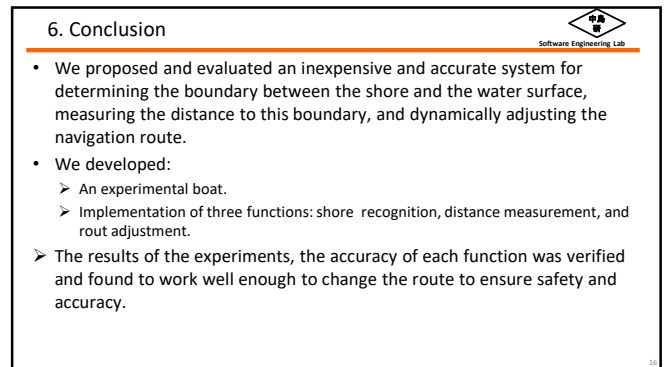 6. Conclusion
中島
研
Software Engineering Lab
• We proposed and evaluated an inexpensive and accurate system for
determining the boundary between the shore and the water surface,
measuring the distance to this boundary, and dynamically adjusting the
navigation route.
• We developed:
➢ An experimental boat.
➢ Implementation of three functions: shore recognition, distance measurement, and
rout adjustment.
➢ The results of the experiments, the accuracy of each function was verified
and found to work well enough to change the route to ensure safety and
accuracy.
16